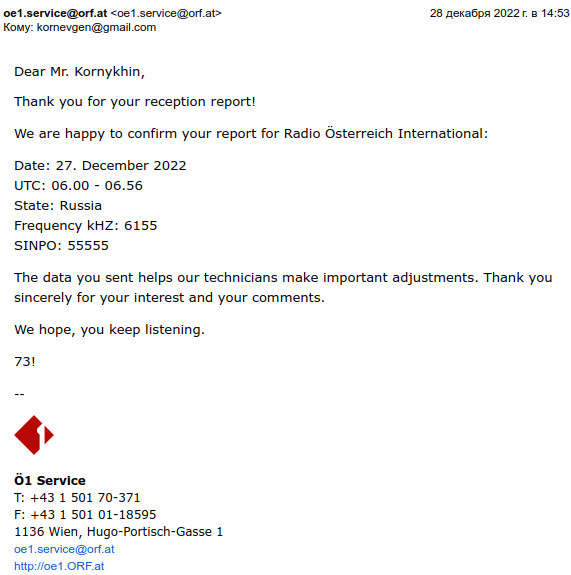 oe1.service@orf.at <oe1.service@orf.at> 28 декабря 2022 г. в 14:53
Кому: kornevgen@gmail.com
Dear Mr. Kornykhin,
Thank you for your reception report!
We are happy to confirm your report for Radio Österreich International:
Date: 27. December 2022
UTC: 06.00 - 06.56
State: Russia
Frequency kHZ: 6155
SINPO: 55555
The data you sent helps our technicians make important adjustments. Thank you
sincerely for your interest and your comments.
We hope, you keep listening.
73!
--
1
Ö1 Service
T: +43 1 501 70-371
F: +43 1 501 01-18595
1136 Wien, Hugo-Portisch-Gasse 1
oe1.service@orf.at
http://oe1.ORF.at